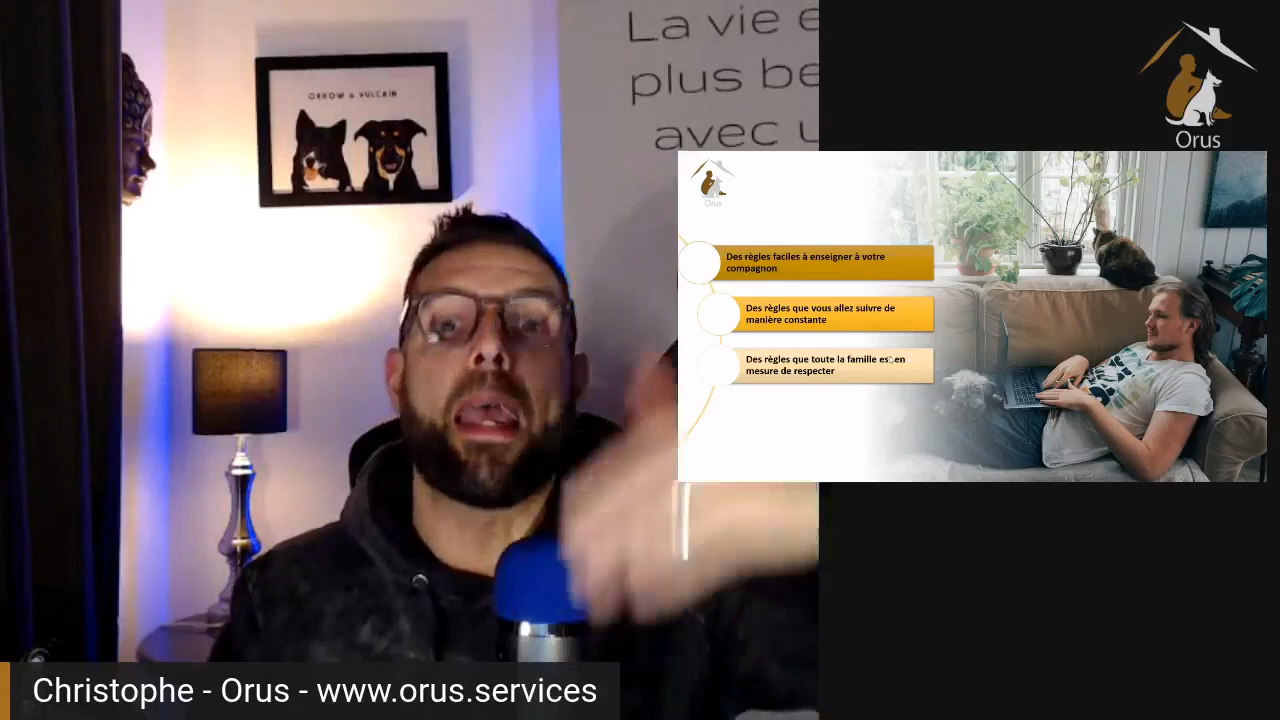 La vie e
plus be
avec u
ORROW & VULCAIN
Orus
Orus
Des règles faciles à enseigner à votre
compagnon
Des règles que vous allez suivre de
manière constante
Des règles que toute la famille est en
mesure de respecter
Christophe - Orus - www.orus.services